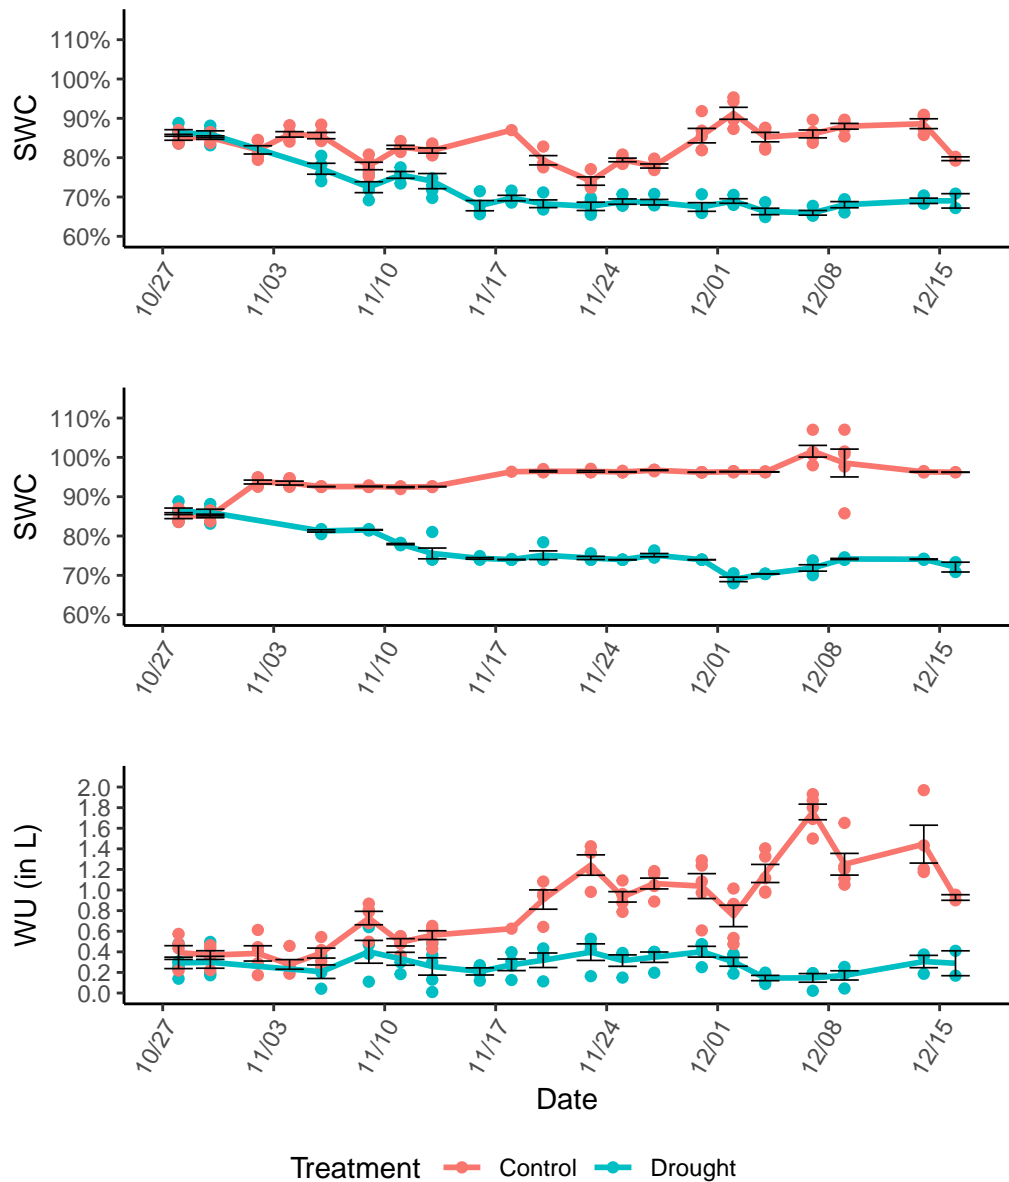 SWC
110%
100%
90%
80%
70%
60%
10/27 11/03 11/10 11/17 11/24 12/01 12/08 12/15
SWC
110%
100%
90%
80%
70%
60%
10/27 11/03 11/10 11/17 11/24 12/01 12/08 12/15
WU (in L)
2.0
1.8
1.6
1.4
1.2
1.0
0.8
0.6
0.4
0.2
0.0
10/27 11/03 11/10 11/17 11/24 12/01 12/08 12/15
Date
Treatment Control Drought